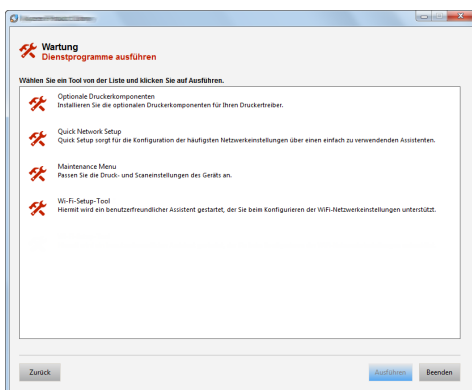 Wartung
Dienstprogramme ausführen
Wählen Sie ein Tool von der Liste und klicken Sie auf Ausführen.
Optionale Druckerkomponenten
Installieren Sie die optionalen Druckerkomponenten für Ihren Druckertreiber.
Quick Network Setup
Quick Setup sorgt für die Konfiguration der häufigsten Netzwerkeinstellungen über einen einfach zu verwendenden Assistenten.
Maintenance Menu
Passen Sie die Druck- und Scaneinstellungen des Geräts an.
Wi-Fi-Setup-Tool
Hiermit wird ein benutzerfreundlicher Assistent gestartet, der Sie beim Konfigurieren der WiFi-Netzwerkeinstellungen unterstützt.
Zurück
Ausführen
Beenden